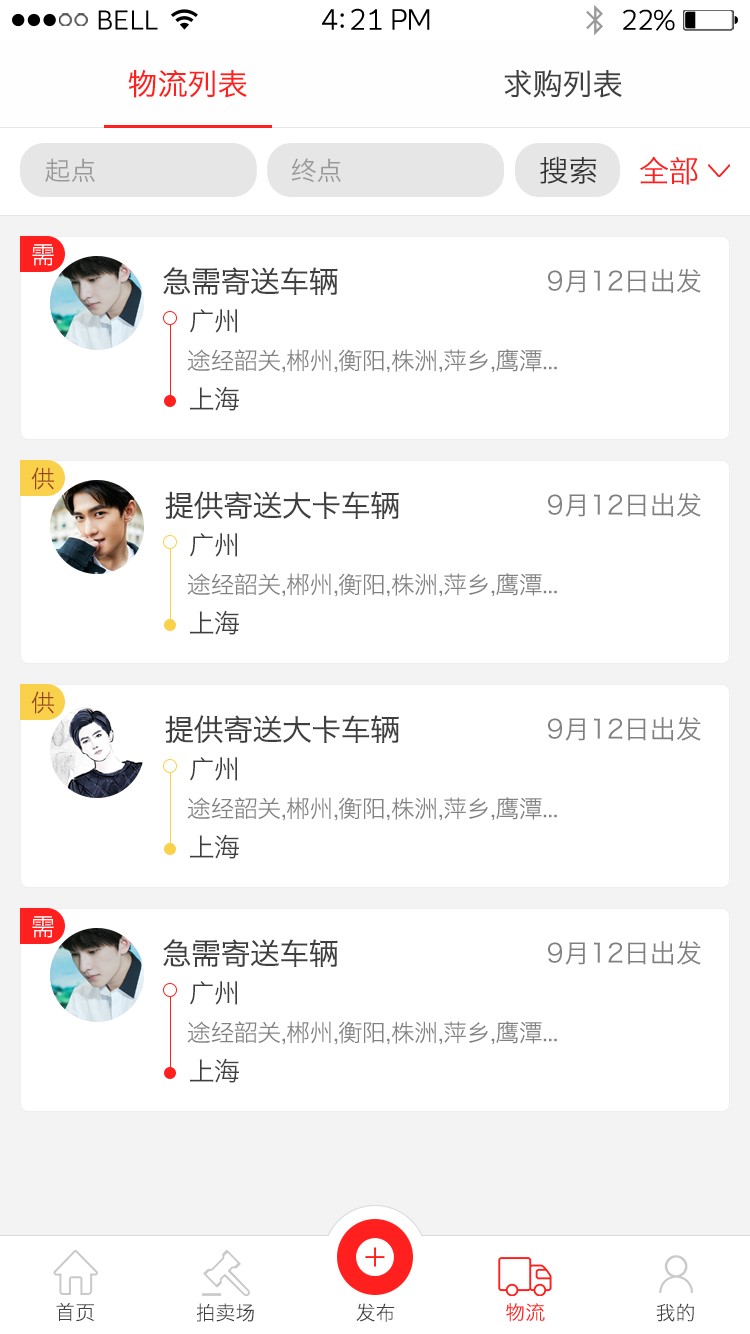 BELL 4:21 PM 22%
物流列表 求购列表
起点 终点 搜索 全部
需
急需寄送车辆 9月12日出发
广州
途经韶关,郴州,衡阳,株洲,萍乡,鹰潭...
上海
供
提供寄送大卡车辆 9月12日出发
广州
途经韶关,郴州,衡阳,株洲,萍乡,鹰潭...
上海
供
提供寄送大卡车辆 9月12日出发
广州
途经韶关,郴州,衡阳,株洲,萍乡,鹰潭...
上海
需
急需寄送车辆 9月12日出发
广州
途经韶关,郴州,衡阳,株洲,萍乡,鹰潭...
上海
首页 拍卖场 发布 物流 我的